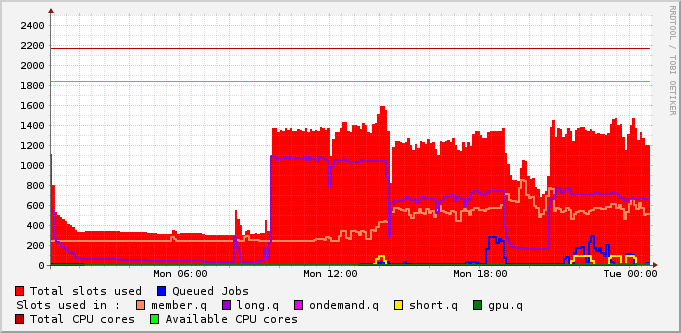 2400
2200
2000
1800
1600
1400
1200
1000
800
600
400
200
0
Mon 06:00 Mon 12:00 Mon 18:00 Tue 00:00
RRDTOOL / TOBI OETIKER
Total slots used Queued Jobs
Slots used in : member.q long.q ondemand.q short.q gpu.q
Total CPU cores Available CPU cores